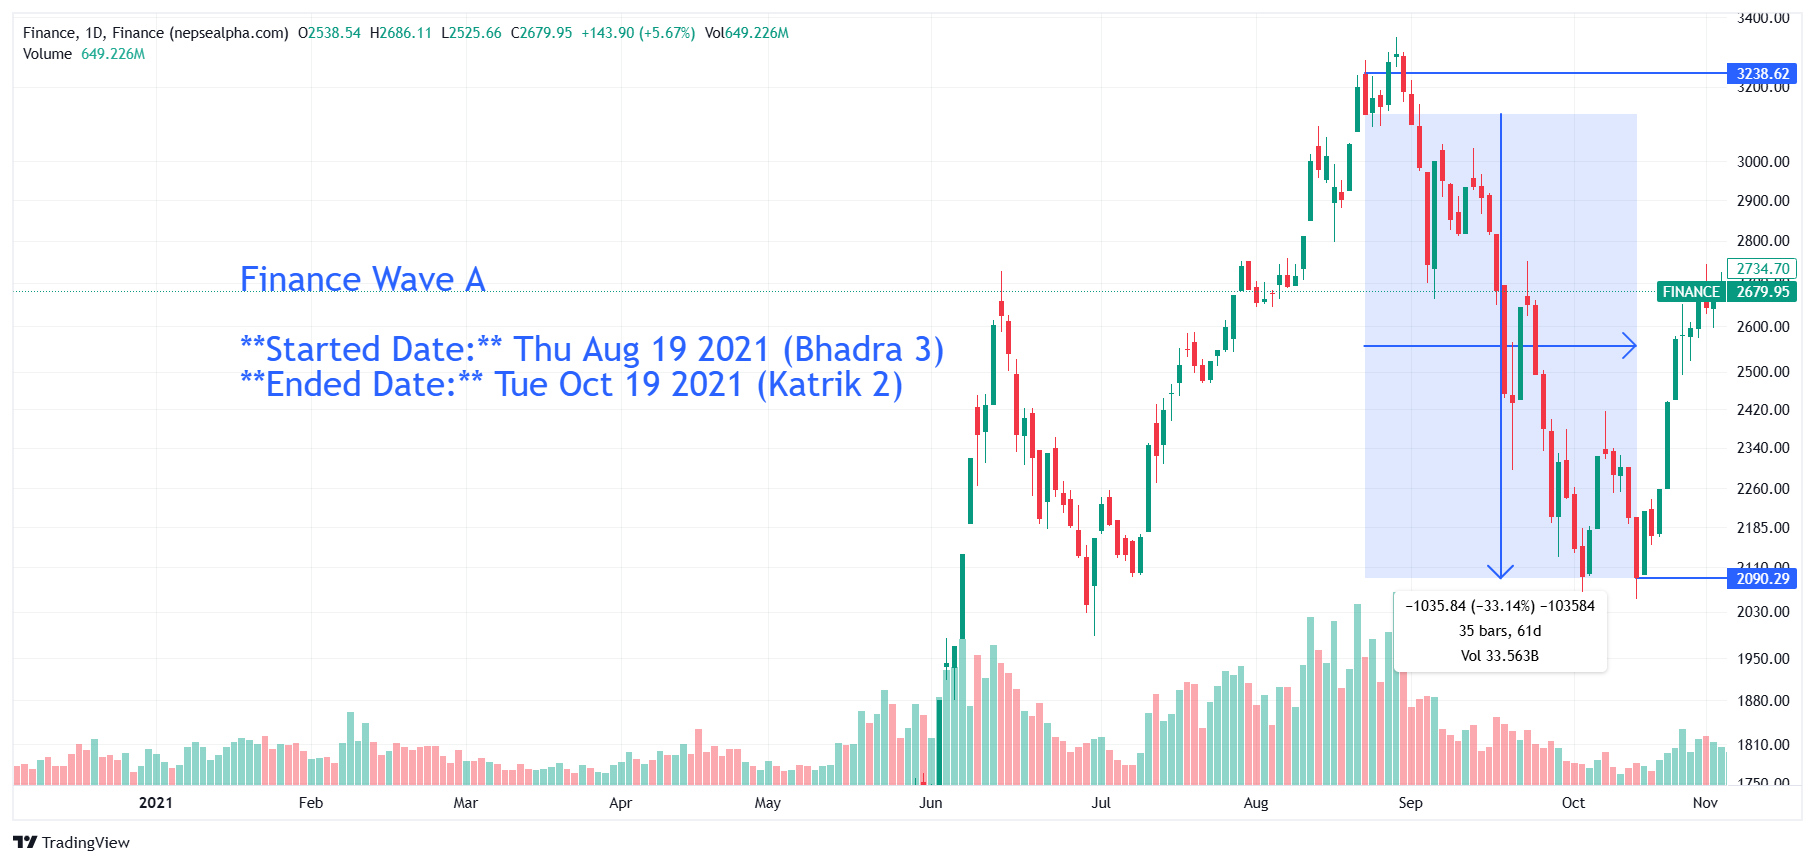 Finance, 1D, Finance (nepsealpha.com) O2538.54 H2686.11 L2525.66 C2679.95 +143.90 (+5.67%) Vol649.226M
Volume 649.226M
3400.00
3238.62
3200.00
3000.00
2900.00
2800.00
2734.70
FINANCE 2679.95
2600.00
2500.00
2420.00
2340.00
2260.00
2185.00
2110.00
2090.29
2030.00
1950.00
1880.00
1810.00
1750.00
Finance Wave A
**Started Date:** Thu Aug 19 2021 (Bhadra 3)
**Ended Date:** Tue Oct 19 2021 (Katrik 2)
−1035.84 (−33.14%) −103584
35 bars, 61d
Vol 33.563B
2021 Feb Mar Apr May Jun Jul Aug Sep Oct Nov
TradingView